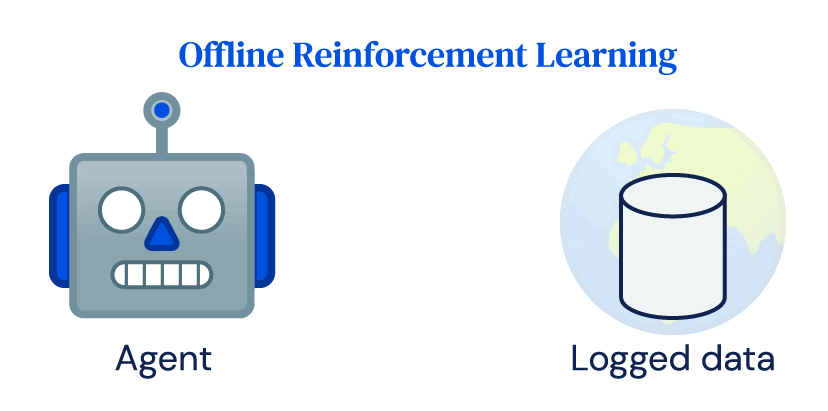 Offline Reinforcement Learning
Agent
Logged data